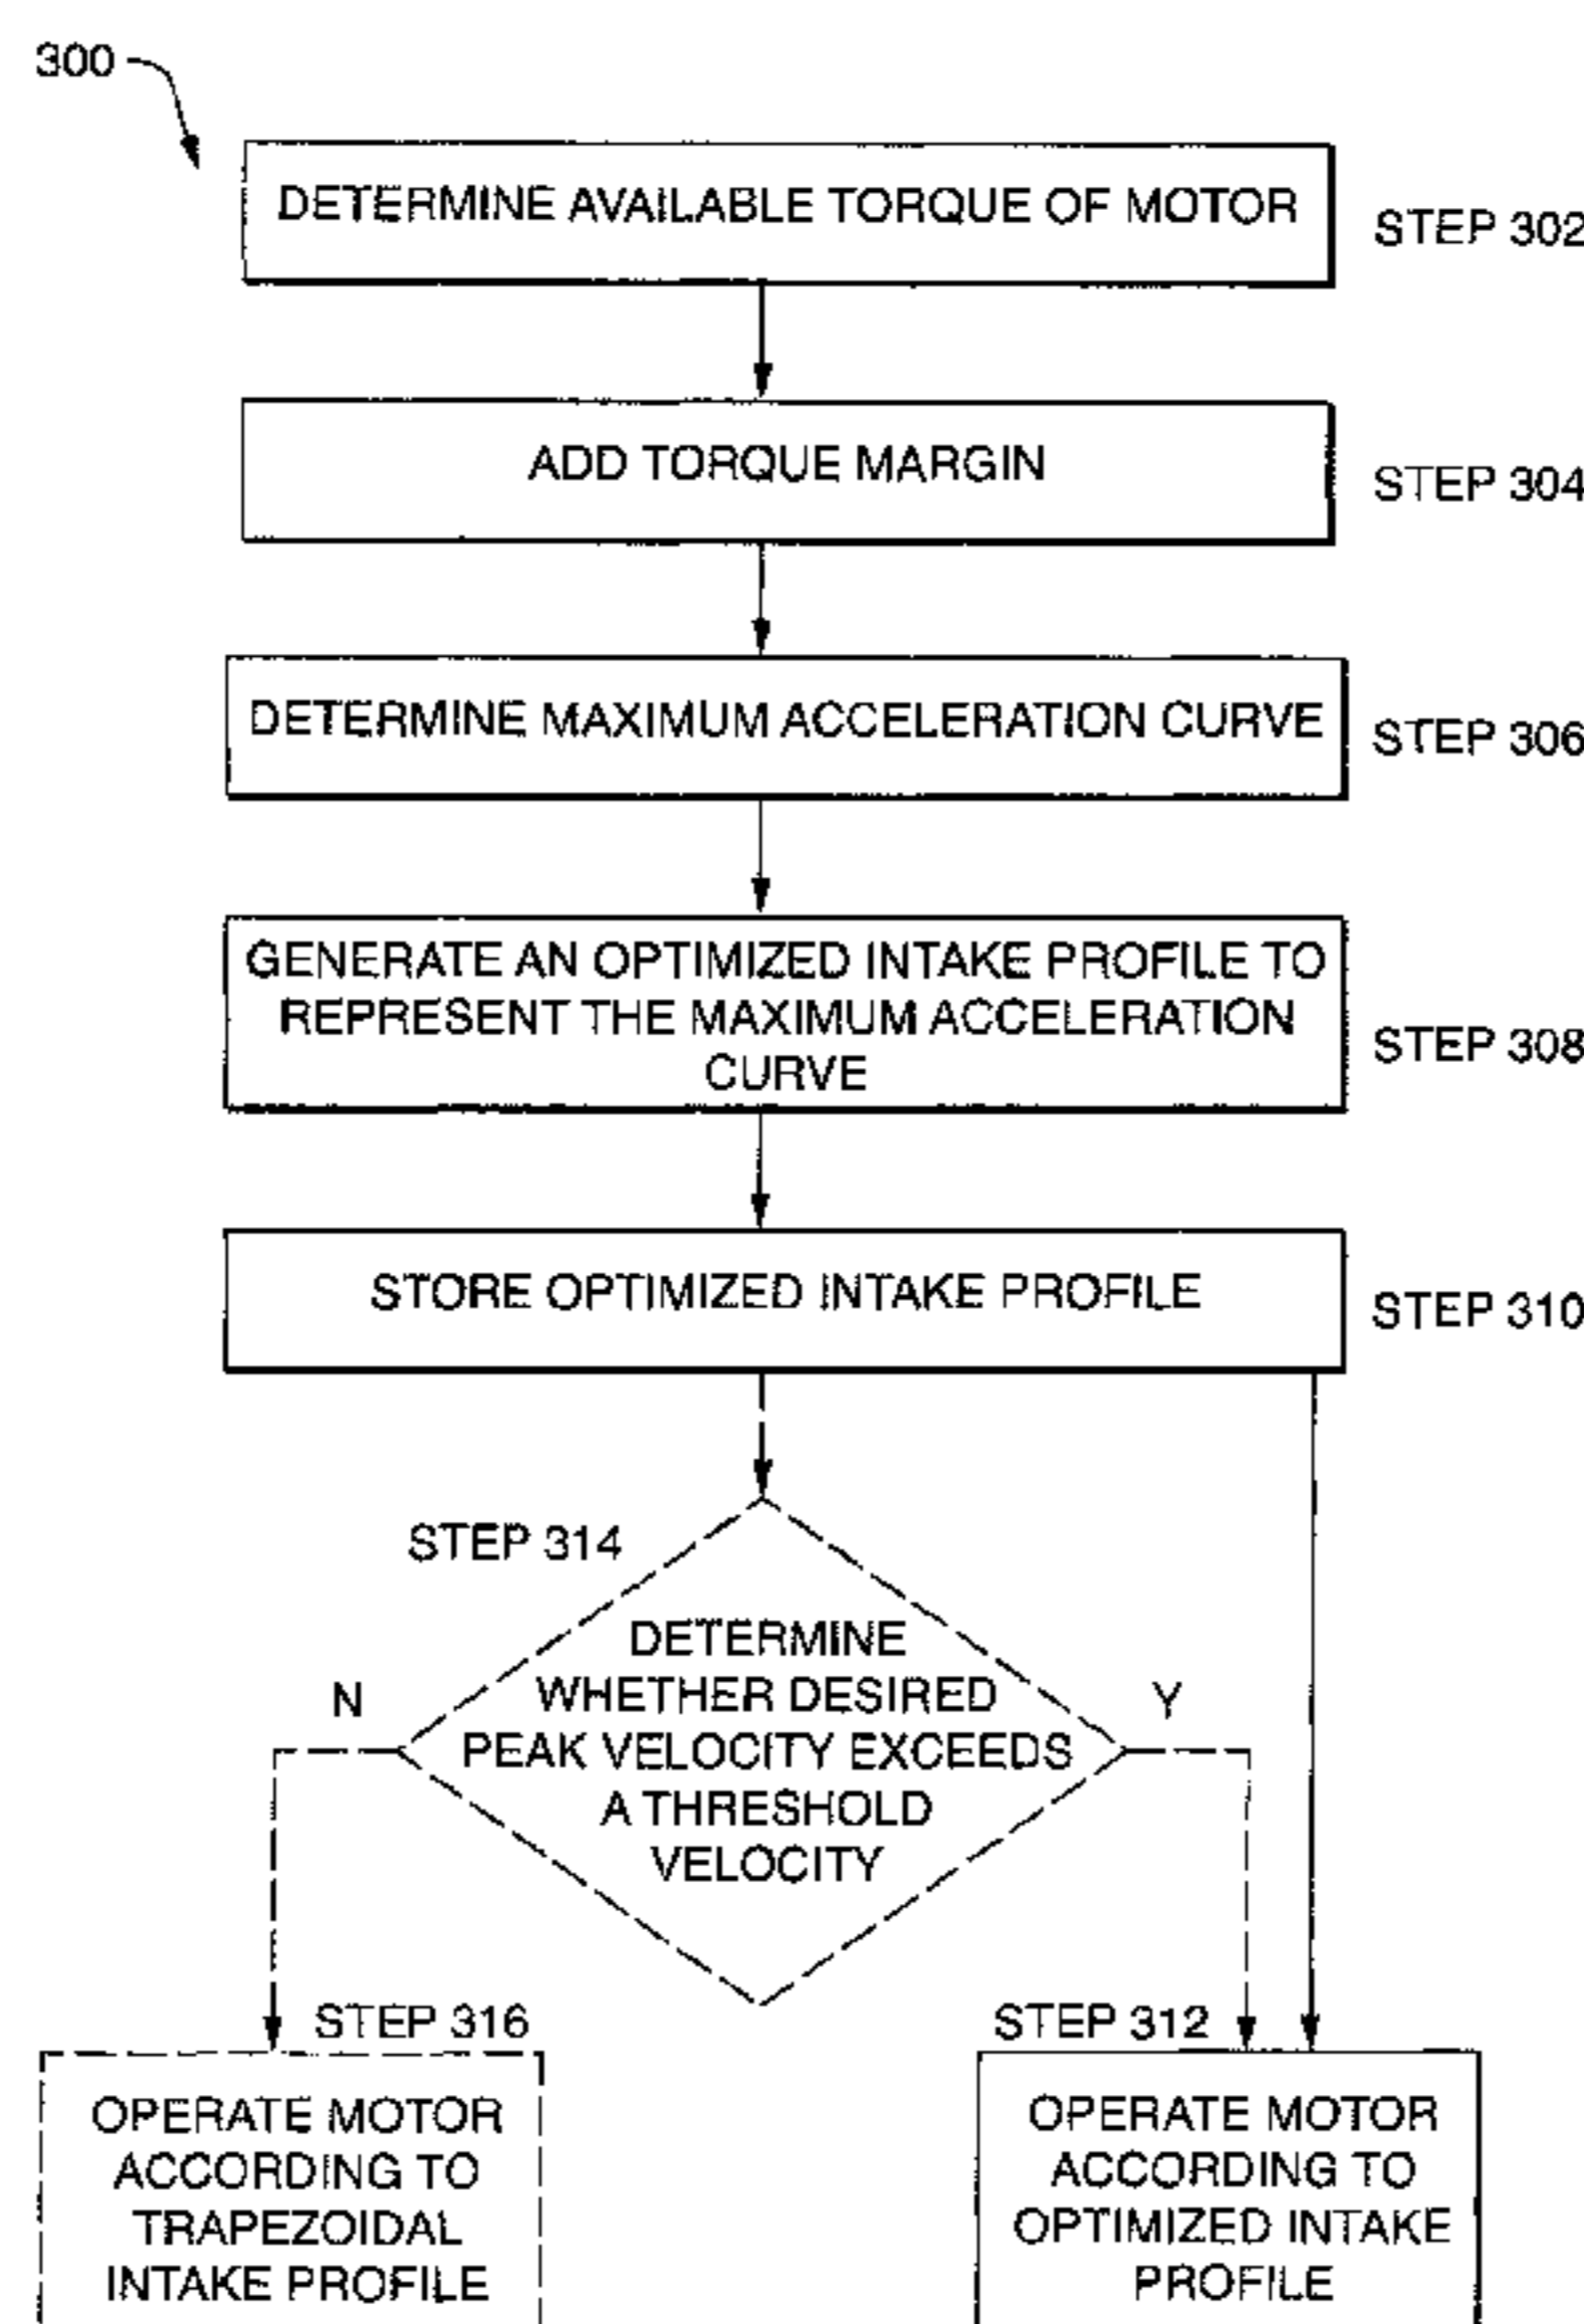 300
DETERMINE AVAILABLE TORQUE OF MOTOR
STEP 302
ADD TORQUE MARGIN
STEP 304
DETERMINE MAXIMUM ACCELERATION CURVE
STEP 306
GENERATE AN OPTIMIZED INTAKE PROFILE TO
REPRESENT THE MAXIMUM ACCELERATION
CURVE
STEP 308
STORE OPTIMIZED INTAKE PROFILE
STEP 310
STEP 314
DETERMINE
WHETHER DESIRED
PEAK VELOCITY EXCEEDS
A THRESHOLD
VELOCITY
N
Y
STEP 316
OPERATE MOTOR
ACCORDING TO
TRAPEZOIDAL
INTAKE PROFILE
STEP 312
OPERATE MOTOR
ACCORDING TO
OPTIMIZED INTAKE
PROFILE